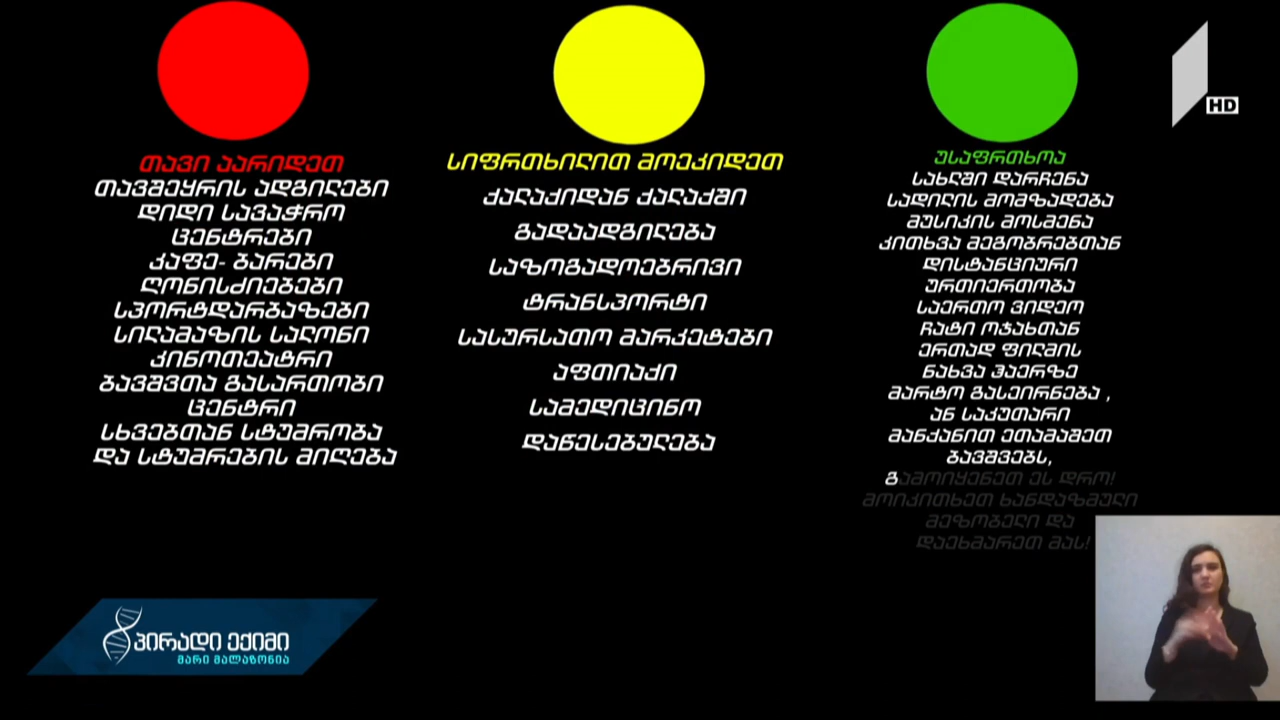 HD
თავი აარიდეთ
თავშეყრის ადგილები
დიდი სავაჭრო
ცენტრები
კაფე- ბარები
ღონისძიებები
სპორტდარბაზები
სილამაზის სალონი
კინოთეატრი
ბავშვთა გასართობი
ცენტრი
სხვებთან სტუმრობა
და სტუმრების მიღება
სიფრთხილით მოეკიდეთ
ქალაქიდან ქალაქში
გადაადგილება
საზოგადოებრივი
ტრანსპორტი
სასურსათო მარკეტები
აფთიაქი
სამედიცინო
დაწესებულება
უსაფრთხოა
სახლში დარჩენა
სადილის მომზადება
მუსიკის მოსმენა
კითხვა მეგობრებთან
დისტანციური
ურთიერთობა
საერთო ვიდეო
ჩატი ოჯახთან
ერთად ფილმის
ნახვა ჰაერზე
მარტო გასეირნება ,
ან საკუთარი
მანქანით ეთამაშეთ
ბავშვებს,
გამოიყენეთ ეს დრო!
მოიკითხეთ ხანდაზმული
მეზობელი და
დაეხმარეთ მას!
პირადი ექიმი
მარი მალაზონია